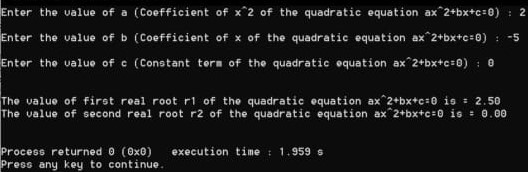 Enter the value of a (Coefficient of x^2 of the quadratic equation ax^2+bx+c=0) : 2
Enter the value of b (Coefficient of x of the quadratic equation ax^2+bx+c=0) : -5
Enter the value of c (Constant term of the quadratic equation ax^2+bx+c=0) : 0
The value of first real root r1 of the quadratic equation ax^2+bx+c=0 is = 2.50
The value of second real root r2 of the quadratic equation ax^2+bx+c=0 is = 0.00
Process returned 0 (0x0)   execution time : 1.959 s
Press any key to continue.